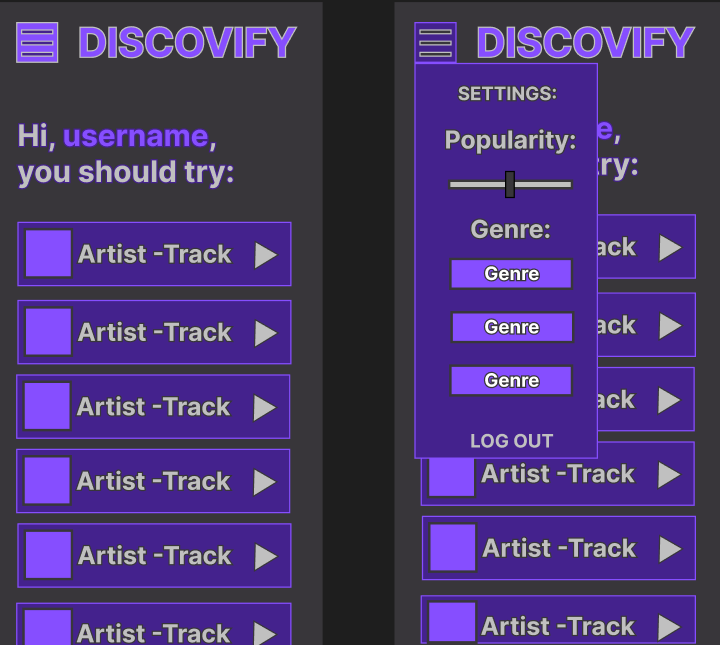 DISCOVIFY
Hi, username,
you should try:
Artist -Track
Artist -Track
Artist -Track
Artist -Track
Artist -Track
Artist -Track
DISCOVIFY
SETTINGS:
Popularity:
Genre:
Genre
Genre
Genre
LOG OUT
e,
ry:
ack
ack
ack
Artist -Track
Artist -Track
Artist -Track